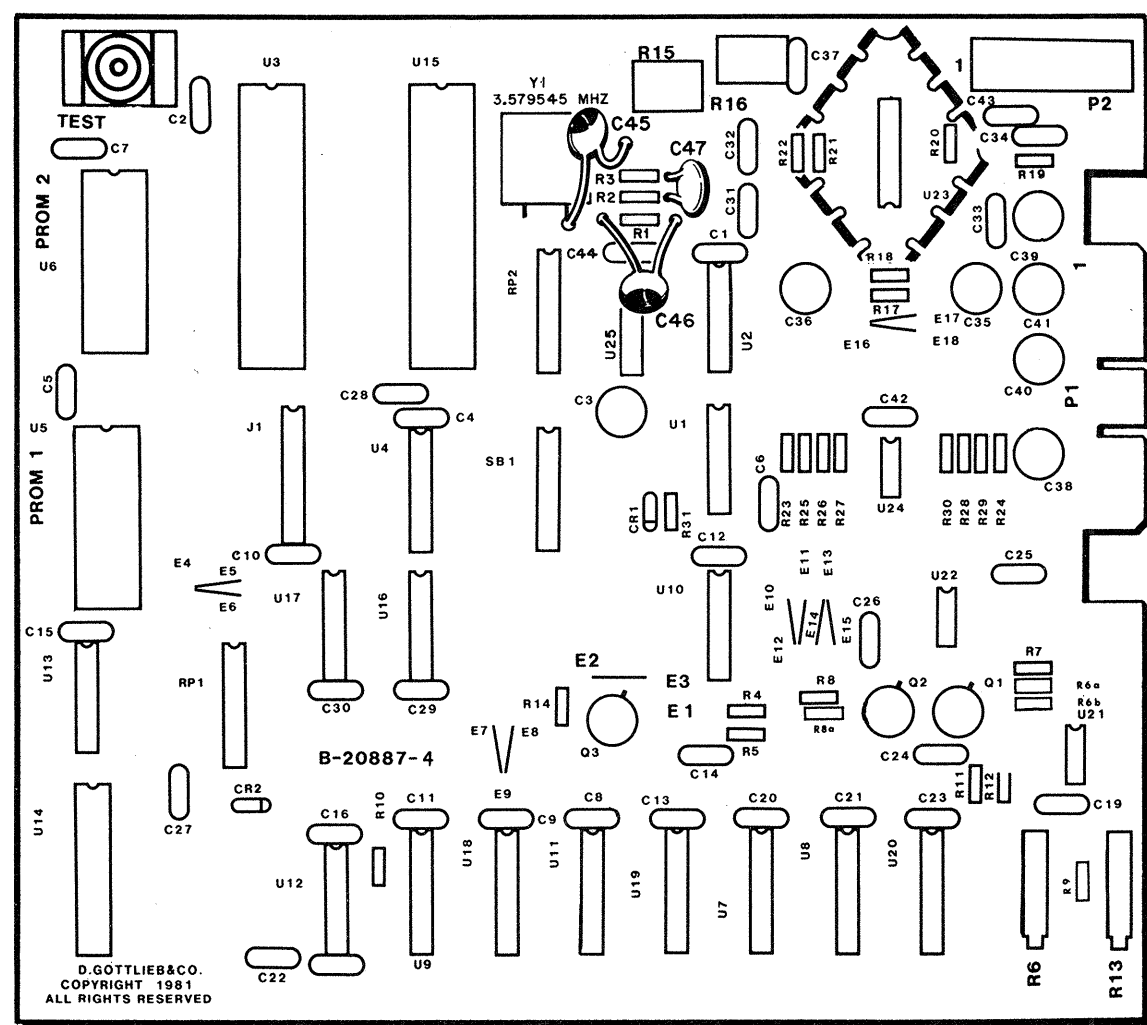 U3
U15
Y1
3.579545 MHZ
R15
C37
1
P2
TEST
C2
C7
C45
R16
C43
C34
C47
C32
R22
R21
R20
R19
PROM 2
U6
R3
R2
R1
C31
U23
C33
C44
C1
R18
C39
1
RP2
R17
C46
C36
E17
C35
C41
E16
E18
U25
U2
C40
P1
C5
C28
C3
C42
U5
J1
C4
U4
U1
PROM 1
SB1
C6
C38
R23
R25
R26
R27
U24
R30
R28
R29
R24
CR1
R31
C10
C12
E11
E13
C25
E4
E5
E6
U17
U16
U10
E10
U22
E14
E15
C26
E12
C15
U13
RP1
E2
E3
E1
R7
R6a
R6b
C30
C29
R14
R4
R8
R8a
Q2
Q1
U21
E7
E8
Q3
R5
C14
C24
B-20887-4
R11
R12
CR2
E9
C27
U14
C16
R10
C11
C9
C8
C13
C20
C21
C23
C19
U18
U11
U8
U20
U12
U19
U7
R9
U9
C22
R6
R13
D.GOTTLIEB&CO.
COPYRIGHT 1981
ALL RIGHTS RESERVED